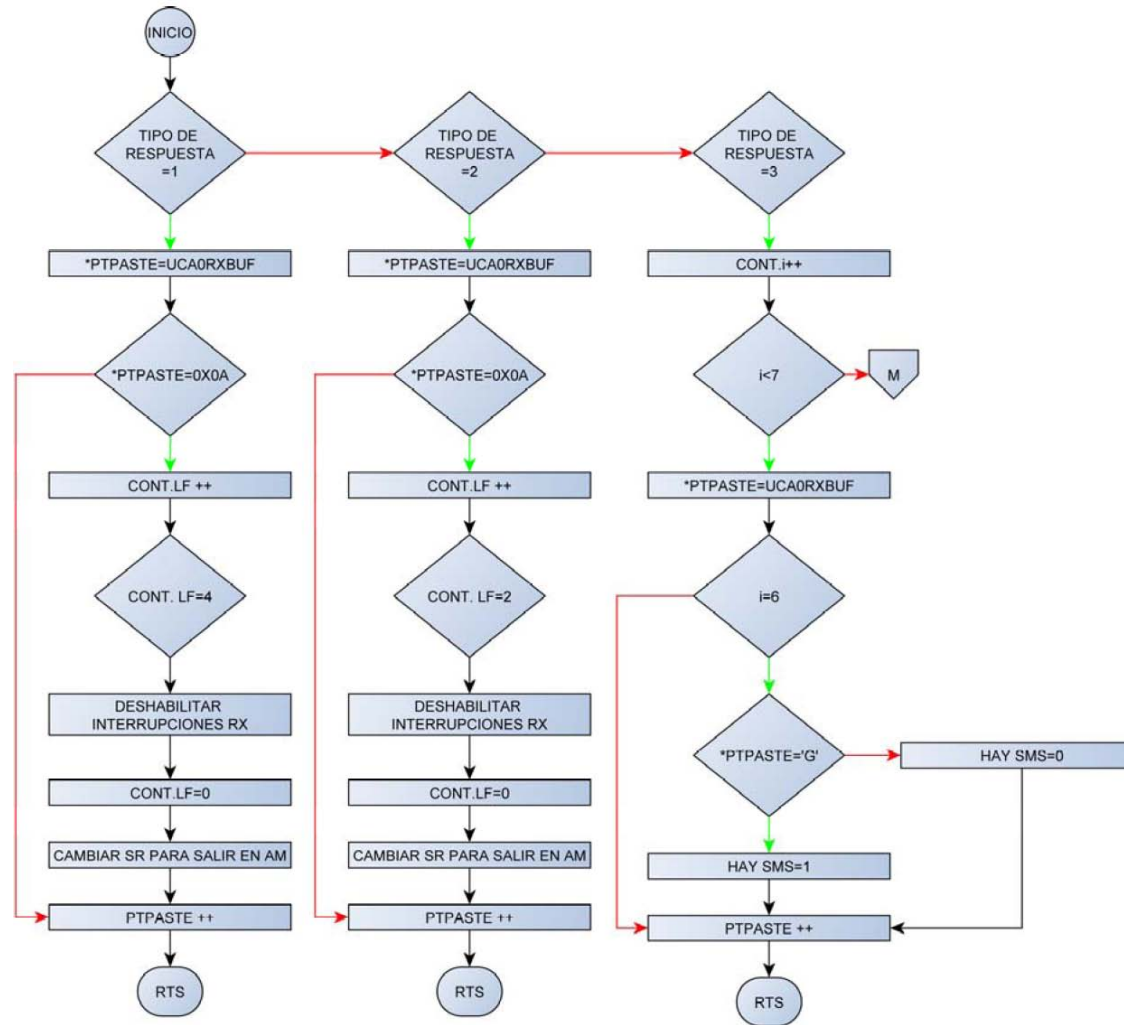 INICIO
TIPO DE
RESPUESTA
=1
TIPO DE
RESPUESTA
=2
TIPO DE
RESPUESTA
=3
*PTPASTE=UCA0RXBUF
*PTPASTE=UCA0RXBUF
CONT.i++
*PTPASTE=0X0A
*PTPASTE=0X0A
i<7
M
CONT.LF ++
CONT.LF ++
*PTPASTE=UCA0RXBUF
CONT. LF=4
CONT. LF=2
i=6
DESHABILITAR
INTERRUPCIONES RX
DESHABILITAR
INTERRUPCIONES RX
*PTPASTE='G'
HAY SMS=0
CONT.LF=0
CONT.LF=0
CAMBIAR SR PARA SALIR EN AM
CAMBIAR SR PARA SALIR EN AM
HAY SMS=1
PTPASTE ++
PTPASTE ++
PTPASTE ++
RTS
RTS
RTS